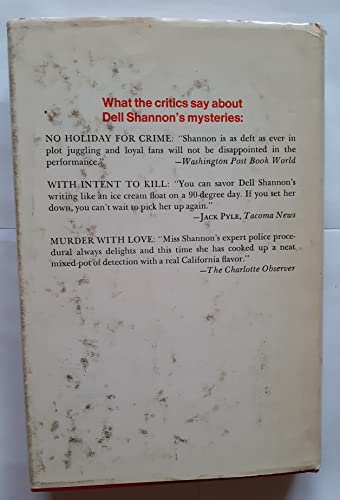 What the critics say about
Dell Shannon's mysteries:
NO HOLIDAY FOR CRIME: "Shannon is as deft as ever in
plot juggling and loyal fans will not be disappointed in the
performance."
—Washington Post Book World
WITH INTENT TO KILL: "You can savor Dell Shannon's
writing like an ice cream float on a 90-degree day. If you set her
down, you can't wait to pick her up again."
—JACK PYLE, Tacoma News
MURDER WITH LOVE: "Miss Shannon's expert police proce-
dural always delights and this time she has cooked up a neat
mixed-pot of detection with a real California flavor."
—The Charlotte Observer